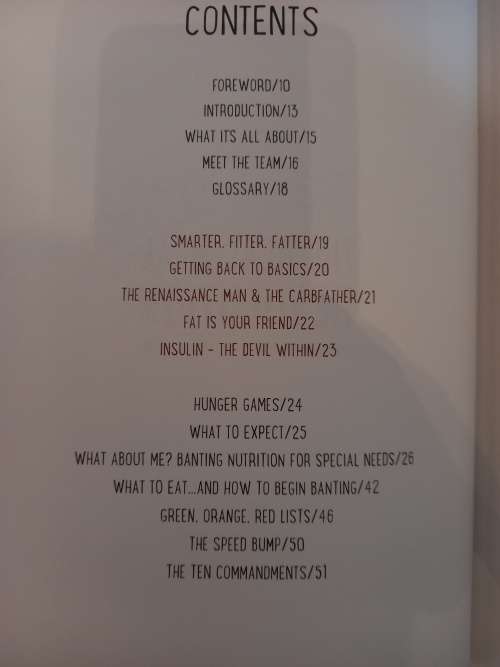 CONTENTS
FOREWORD/10
INTRODUCTION/13
WHAT IT'S ALL ABOUT/15
MEET THE TEAM/16
GLOSSARY/18
SMARTER, FITTER, FATTER/19
GETTING BACK TO BASICS/20
THE RENAISSANCE MAN & THE CARBFATHER/21
FAT IS YOUR FRIEND/22
INSULIN - THE DEVIL WITHIN/23
HUNGER GAMES/24
WHAT TO EXPECT/25
WHAT ABOUT ME? BANTING NUTRITION FOR SPECIAL NEEDS/26
WHAT TO EAT...AND HOW TO BEGIN BANTING/42
GREEN, ORANGE, RED LISTS/46
THE SPEED BUMP/50
THE TEN COMMANDMENTS/51